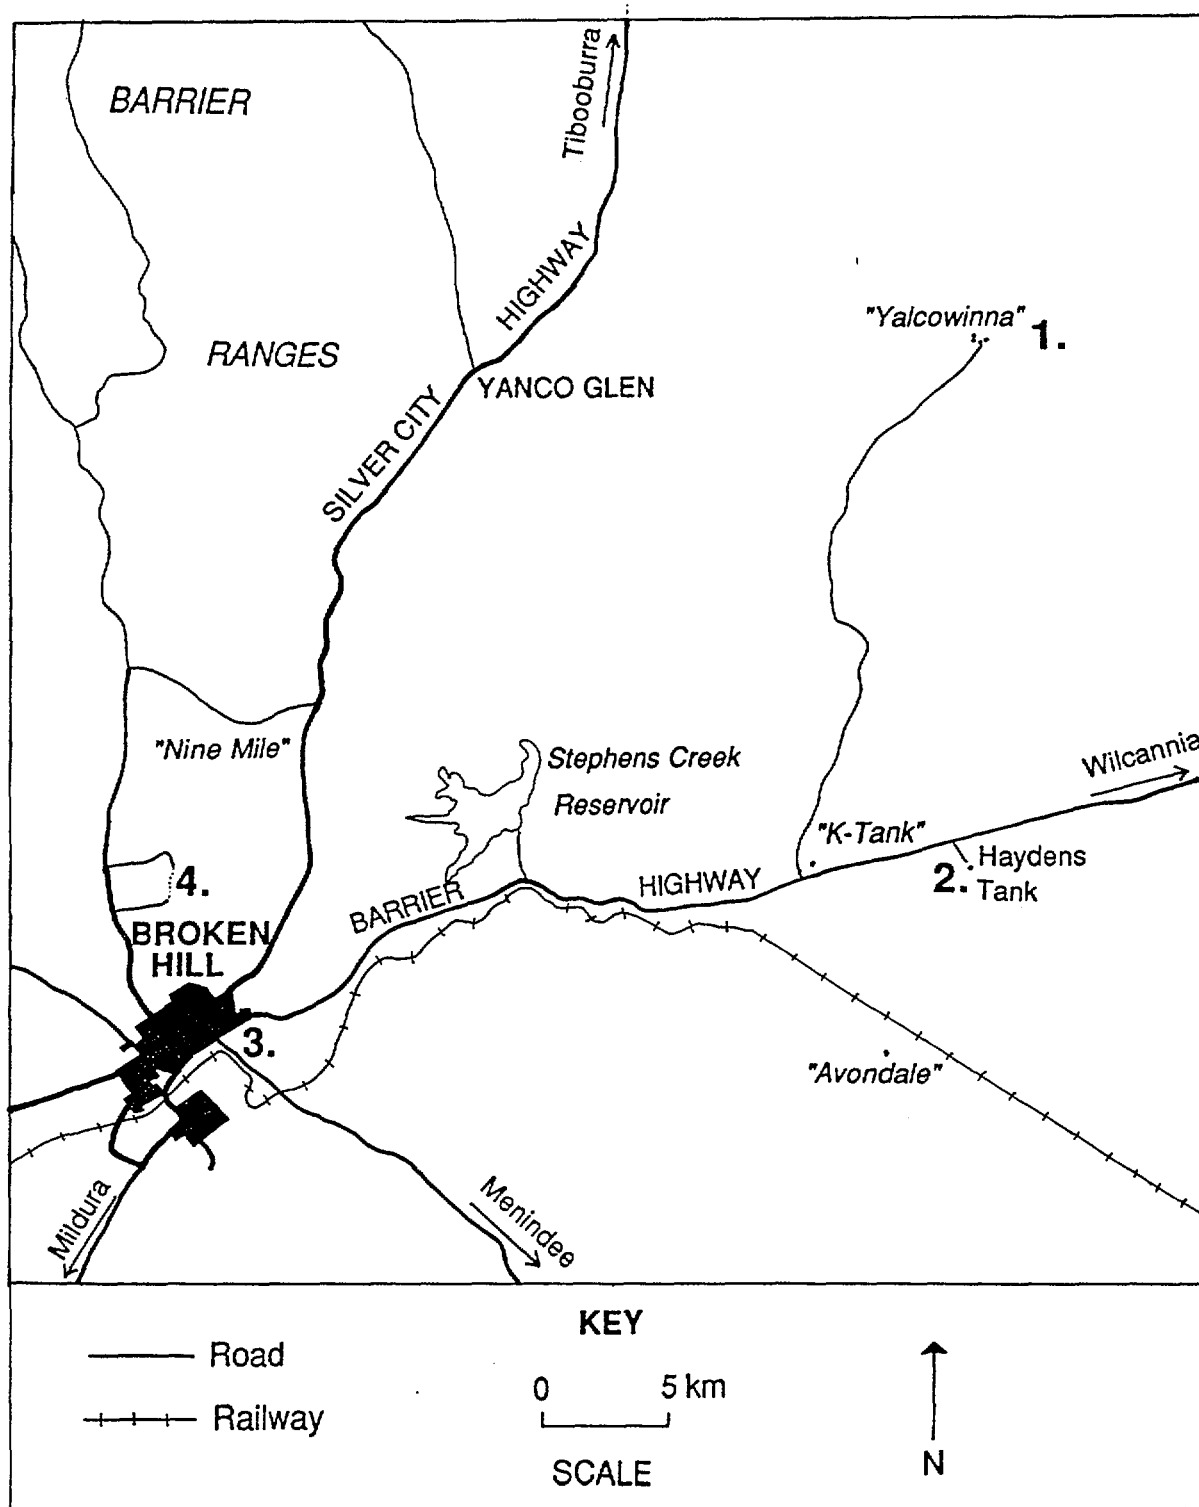 Tibooburra
BARRIER
HIGHWAY
"Yalcowinna"
1.
RANGES
YANCO GLEN
SILVER CITY
"Nine Mile"
Stephens Creek
Reservoir
Wilcannia
"K-Tank"
4.
HIGHWAY
2.
Haydens
Tank
BARRIER
BROKEN
HILL
3.
"Avondale"
Mildura
Menindee
KEY
Road
0 5 km
Railway
SCALE
N